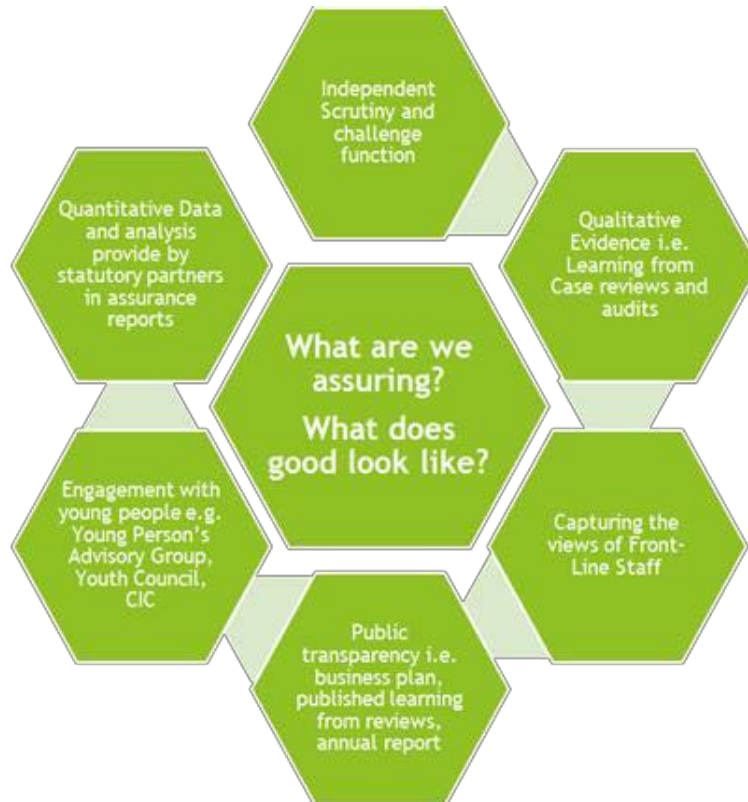 Independent
Scrutiny and
challenge
function
Qualitative
Evidence i.e.
Learning from
Case reviews and
audits
Capturing the
views of Front-
Line Staff
Public
transparency i.e.
business plan,
published learning
from reviews,
annual report
Engagement with
young people e.g.
Young Person's
Advisory Group,
Youth Council,
CIC
Quantitative Data
and analysis
provide by
statutory partners
in assurance
reports
What are we
assuring?
What does
good look like?